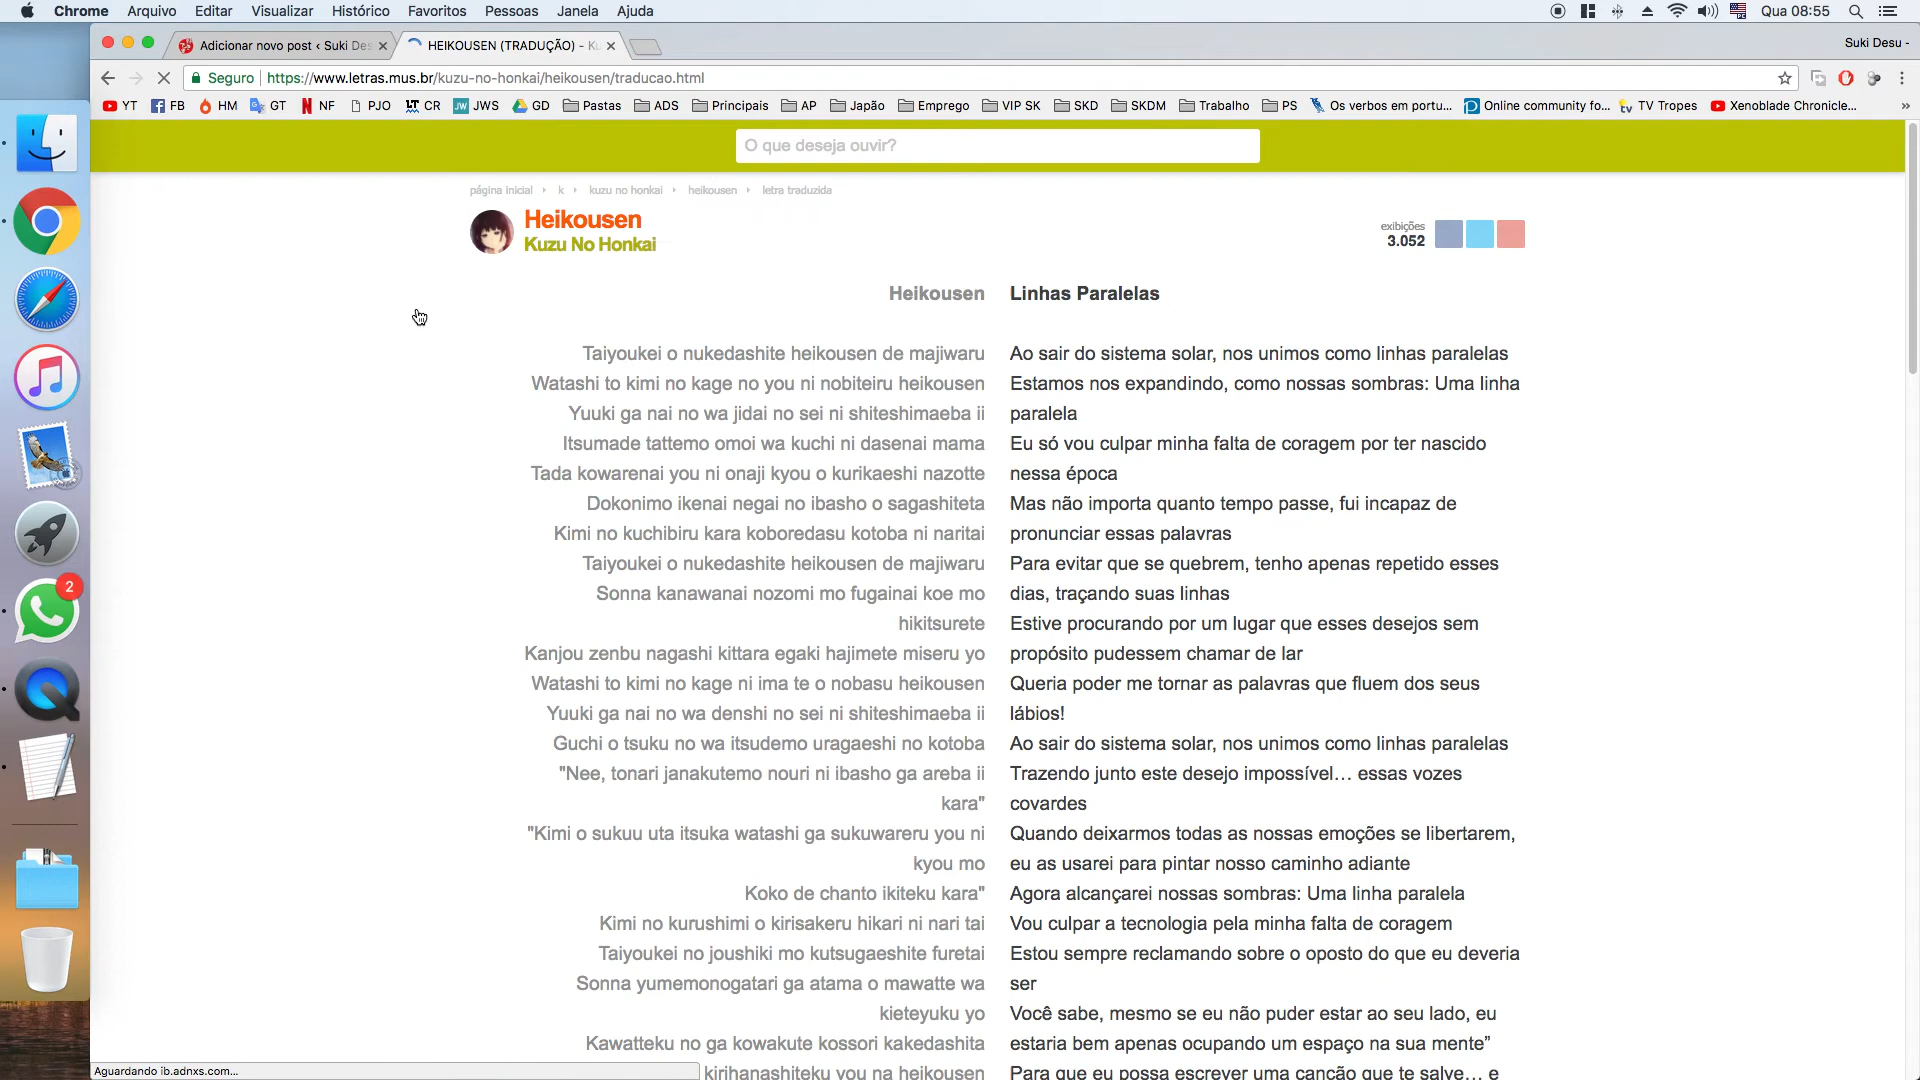 Chrome Arquivo Editar Visualizar Histórico Favoritos Pessoas Janela Ajuda Qua 08:55
Adicionar novo post ‹ Suki Des
HEIKOUSEN (TRADUÇÃO) - Ku
Suki Desu -
Seguro https://www.letras.mus.br/kuzu-no-honkai/heikousen/traducao.html
YT FB HM GT NF PJO CR JWS GD Pastas ADS Principais AP Japão Emprego VIP SK SKD SKDM Trabalho PS Os verbos em portu... Online community fo... TV Tropes Xenoblade Chronicle... »
O que deseja ouvir?
página inicial k kuzu no honkai heikousen letra traduzida
Heikousen
Kuzu No Honkai
exibições
3.052
Heikousen
Taiyoukei o nukedashite heikousen de majiwaru
Watashi to kimi no kage no you ni nobiteiru heikousen
Yuuki ga nai no wa jidai no sei ni shiteshimaeba ii
Itsumade tattemo omoi wa kuchi ni dasenai mama
Tada kowarenai you ni onaji kyou o kurikaeshi nazotte
Dokonimo ikenai negai no ibasho o sagashiteta
Kimi no kuchibiru kara koboredasu kotoba ni naritai
Taiyoukei o nukedashite heikousen de majiwaru
Sonna kanawanai nozomi mo fugainai koe mo
hikitsurete
Kanjou zenbu nagashi kittara egaki hajimete miseru yo
Watashi to kimi no kage ni ima te o nobasu heikousen
Yuuki ga nai no wa denshi no sei ni shiteshimaeba ii
Guchi o tsuku no wa itsudemo uragaeshi no kotoba
"Nee, tonari janakutemo nouri ni ibasho ga areba ii
kara"
"Kimi o sukuu uta itsuka watashi ga sukuwareru you ni
kyou mo
Koko de chanto ikiteku kara"
Kimi no kurushimi o kirisakeru hikari ni nari tai
Taiyoukei no joushiki mo kutsugaeshite furetai
Sonna yumemonogatari ga atama o mawatte wa
kieteyuku yo
Kawatteku no ga kowakute kossori kakedashita
kirihanashiteku you na heikousen
Linhas Paralelas
Ao sair do sistema solar, nos unimos como linhas paralelas
Estamos nos expandindo, como nossas sombras: Uma linha
paralela
Eu só vou culpar minha falta de coragem por ter nascido
nessa época
Mas não importa quanto tempo passe, fui incapaz de
pronunciar essas palavras
Para evitar que se quebrem, tenho apenas repetido esses
dias, traçando suas linhas
Estive procurando por um lugar que esses desejos sem
propósito pudessem chamar de lar
Queria poder me tornar as palavras que fluem dos seus
lábios!
Ao sair do sistema solar, nos unimos como linhas paralelas
Trazendo junto este desejo impossível… essas vozes
covardes
Quando deixarmos todas as nossas emoções se libertarem,
eu as usarei para pintar nosso caminho adiante
Agora alcançarei nossas sombras: Uma linha paralela
Vou culpar a tecnologia pela minha falta de coragem
Estou sempre reclamando sobre o oposto do que eu deveria
ser
Você sabe, mesmo se eu não puder estar ao seu lado, eu
estaria bem apenas ocupando um espaço na sua mente”
Para que eu possa escrever uma canção que te salve… e
Aguardando ib.adnxs.com...
2